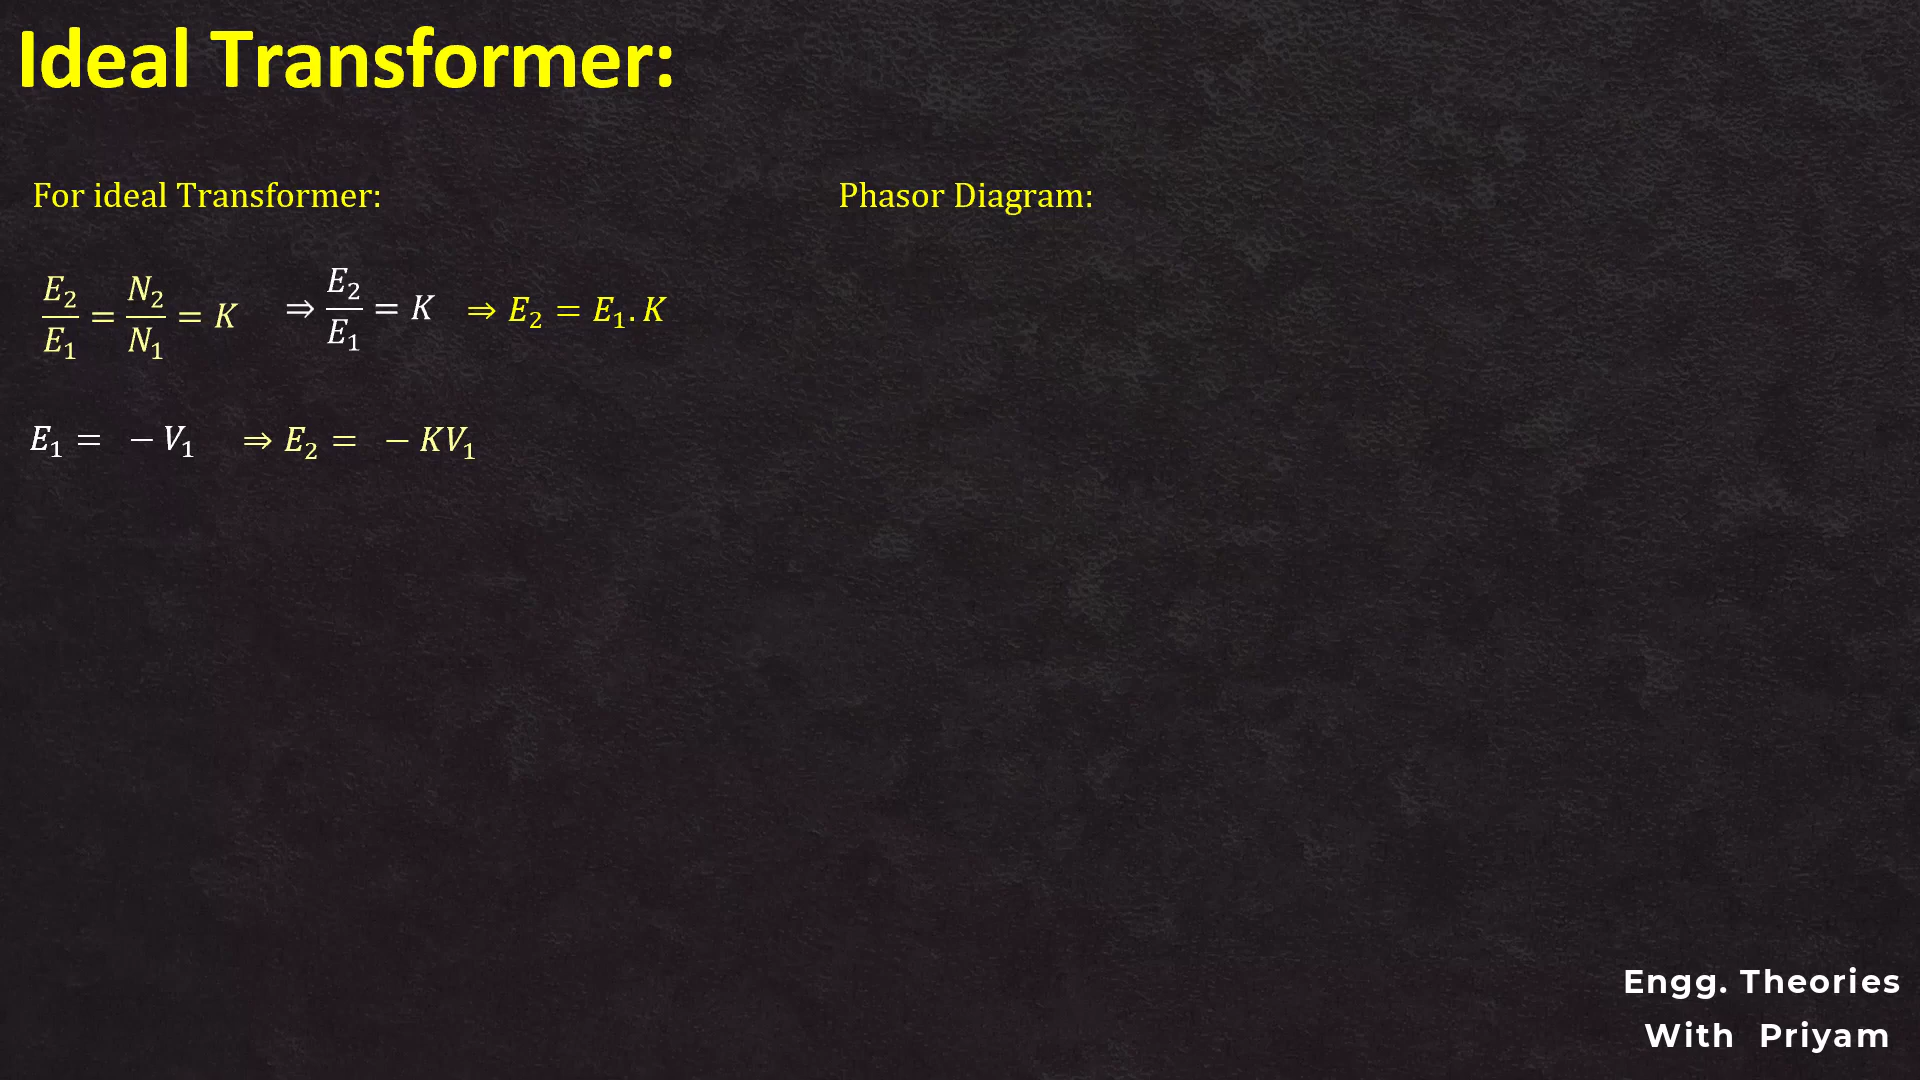 Ideal Transformer:
For ideal Transformer:
Phasor Diagram:
E₂/E₁ = N₂/N₁ = K ⇒ E₂/E₁ = K ⇒ E₂ = E₁.K
E₁ = − V₁ ⇒ E₂ = − KV₁
Engg. Theories
With Priyam